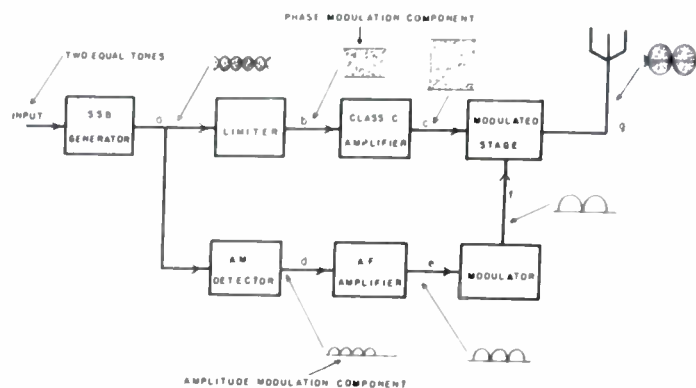 PHASE MODULATION COMPONENT
TWO EQUAL TONES
INPUT
SSB
GENERATOR
a
LIMITER
b
CLASS C
AMPLIFIER
c
MODULATED
STAGE
g
f
AM
DETECTOR
d
AF
AMPLIFIER
e
MODULATOR
AMPLITUDE MODULATION COMPONENT